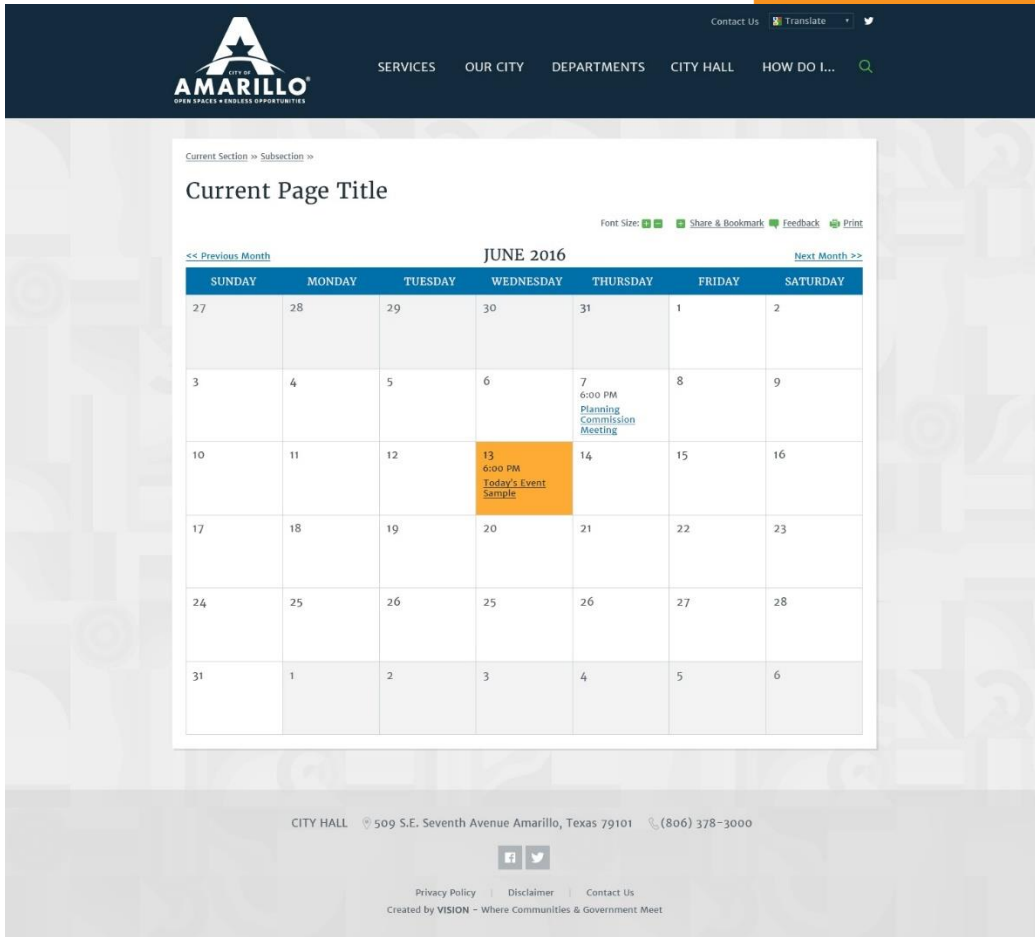 Contact Us Translate
CITY OF
AMARILLO®
OPEN SPACES ★ ENDLESS OPPORTUNITIES
SERVICES OUR CITY DEPARTMENTS CITY HALL HOW DO I...
Current Section » Subsection »
Current Page Title
Font Size: + - Share & Bookmark Feedback Print
<< Previous Month JUNE 2016 Next Month >>
SUNDAY MONDAY TUESDAY WEDNESDAY THURSDAY FRIDAY SATURDAY
27 28 29 30 31 1 2
3 4 5 6 7 8 9
6:00 PM
Planning
Commission
Meeting
10 11 12 13 14 15 16
6:00 PM
Today's Event
Sample
17 18 19 20 21 22 23
24 25 26 25 26 27 28
31 1 2 3 4 5 6
CITY HALL 509 S.E. Seventh Avenue Amarillo, Texas 79101 (806) 378-3000
Privacy Policy | Disclaimer | Contact Us
Created by VISION - Where Communities & Government Meet